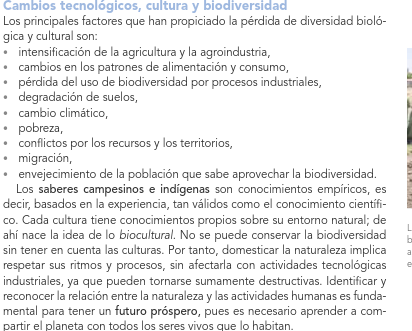 Cambios tecnológicos, cultura y biodiversidad
Los principales factores que han propiciado la pérdida de diversidad bioló-
gica y cultural son:
• intensificación de la agricultura y la agroindustria,
• cambios en los patrones de alimentación y consumo,
• pérdida del uso de biodiversidad por procesos industriales,
• degradación de suelos,
• cambio climático,
• pobreza,
• conflictos por los recursos y los territorios,
• migración,
• envejecimiento de la población que sabe aprovechar la biodiversidad.
Los saberes campesinos e indígenas son conocimientos empíricos, es
decir, basados en la experiencia, tan válidos como el conocimiento científi-
co. Cada cultura tiene conocimientos propios sobre su entorno natural; de
ahí nace la idea de lo biocultural. No se puede conservar la biodiversidad
sin tener en cuenta las culturas. Por tanto, domesticar la naturaleza implica
respetar sus ritmos y procesos, sin afectarla con actividades tecnológicas
industriales, ya que pueden tornarse sumamente destructivas. Identificar y
reconocer la relación entre la naturaleza y las actividades humanas es funda-
mental para tener un futuro próspero, pues es necesario aprender a com-
partir el planeta con todos los seres vivos que lo habitan.